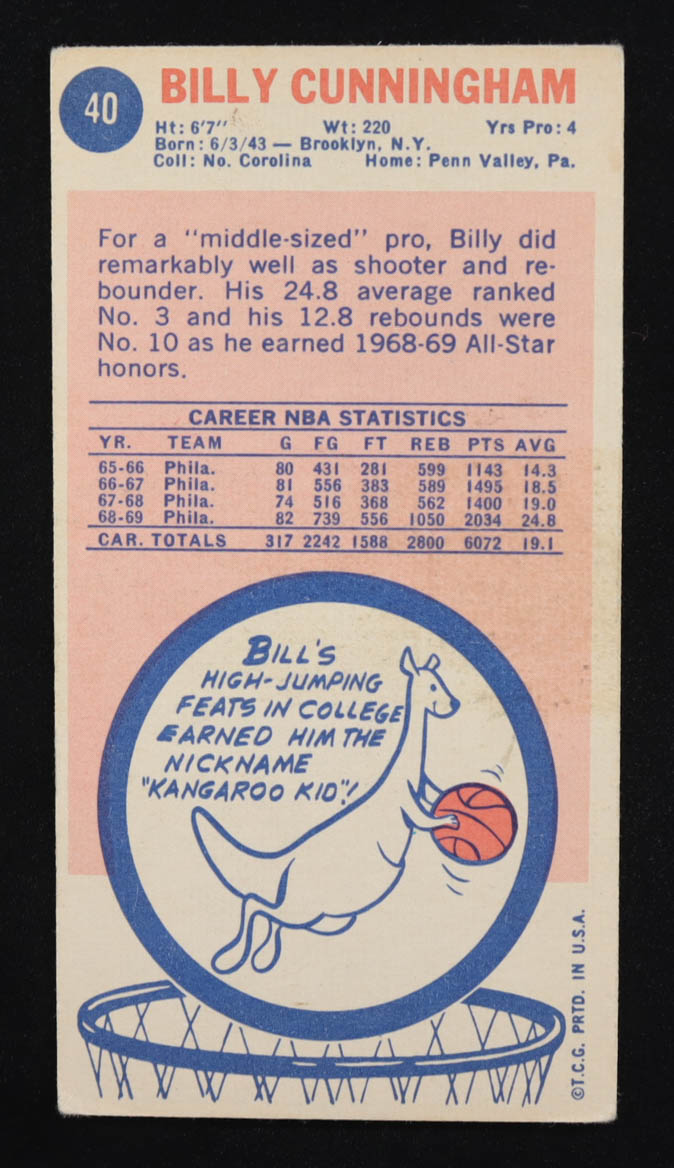 40
BILLY CUNNINGHAM
Ht: 6'7" Wt: 220 Yrs Pro: 4
Born: 6/3/43 — Brooklyn, N.Y.
Coll: No. Corolina Home: Penn Valley, Pa.
For a "middle-sized" pro, Billy did
remarkably well as shooter and re-
bounder. His 24.8 average ranked
No. 3 and his 12.8 rebounds were
No. 10 as he earned 1968-69 All-Star
honors.
CAREER NBA STATISTICS
YR. TEAM G FG FT REB PTS AVG
65-66 Phila. 80 431 281 599 1143 14.3
66-67 Phila. 81 556 383 589 1495 18.5
67-68 Phila. 74 516 368 562 1400 19.0
68-69 Phila. 82 739 556 1050 2034 24.8
CAR. TOTALS 317 2242 1588 2800 6072 19.1
BILL'S
HIGH-JUMPING
FEATS IN COLLEGE
EARNED HIM THE
NICKNAME
"KANGAROO KID"!
©T.C.G. PRTD. IN U.S.A.